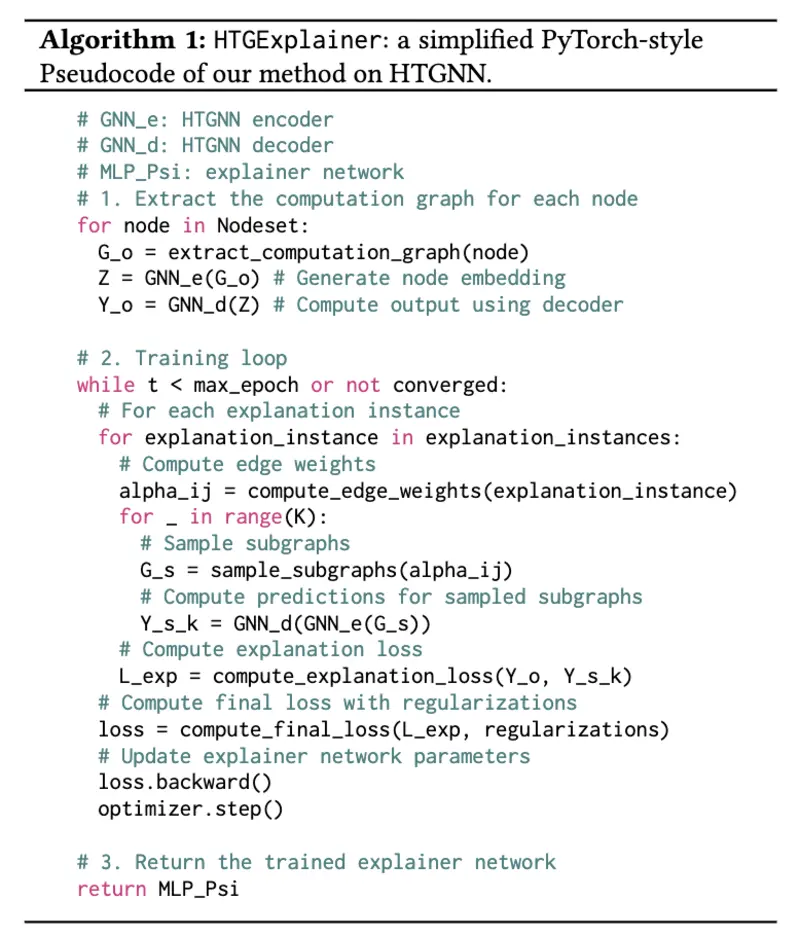 Algorithm 1: HTGExplainer: a simplified PyTorch-style
Pseudocode of our method on HTGNN.
# GNN_e: HTGNN encoder
# GNN_d: HTGNN decoder
# MLP_Psi: explainer network
# 1. Extract the computation graph for each node
for node in Nodeset:
  G_o = extract_computation_graph(node)
  Z = GNN_e(G_o) # Generate node embedding
  Y_o = GNN_d(Z) # Compute output using decoder
# 2. Training loop
while t < max_epoch or not converged:
  # For each explanation instance
  for explanation_instance in explanation_instances:
    # Compute edge weights
    alpha_ij = compute_edge_weights(explanation_instance)
    for _ in range(K):
      # Sample subgraphs
      G_s = sample_subgraphs(alpha_ij)
      # Compute predictions for sampled subgraphs
      Y_s_k = GNN_d(GNN_e(G_s))
    # Compute explanation loss
    L_exp = compute_explanation_loss(Y_o, Y_s_k)
  # Compute final loss with regularizations
  loss = compute_final_loss(L_exp, regularizations)
  # Update explainer network parameters
  loss.backward()
  optimizer.step()
# 3. Return the trained explainer network
return MLP_Psi